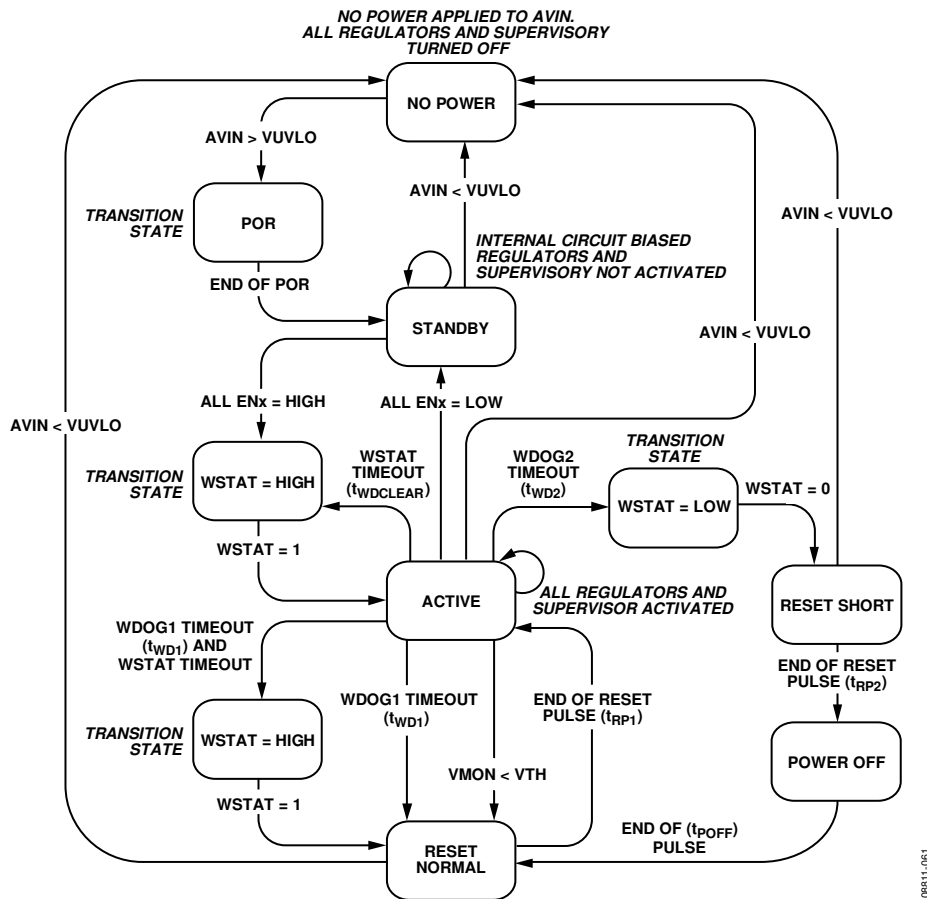 NO POWER APPLIED TO AVIN.
ALL REGULATORS AND SUPERVISORY
TURNED OFF
NO POWER
AVIN > VUVLO
TRANSITION
STATE
POR
END OF POR
AVIN < VUVLO
INTERNAL CIRCUIT BIASED
REGULATORS AND
SUPERVISORY NOT ACTIVATED
STANDBY
AVIN < VUVLO
AVIN < VUVLO
AVIN < VUVLO
ALL ENx = HIGH
ALL ENx = LOW
TRANSITION
STATE
WSTAT = HIGH
WSTAT
TIMEOUT
(tWDCLEAR)
WDOG2
TIMEOUT
(tWD2)
TRANSITION
STATE
WSTAT = LOW
WSTAT = 0
WSTAT = 1
ACTIVE
ALL REGULATORS AND
SUPERVISOR ACTIVATED
RESET SHORT
WDOG1 TIMEOUT
(tWD1) AND
WSTAT TIMEOUT
WDOG1 TIMEOUT
(tWD1)
END OF RESET
PULSE (tRP1)
END OF RESET
PULSE (tRP2)
TRANSITION
STATE
WSTAT = HIGH
VMON < VTH
POWER OFF
WSTAT = 1
RESET
NORMAL
END OF (tPOFF)
PULSE
08811-061